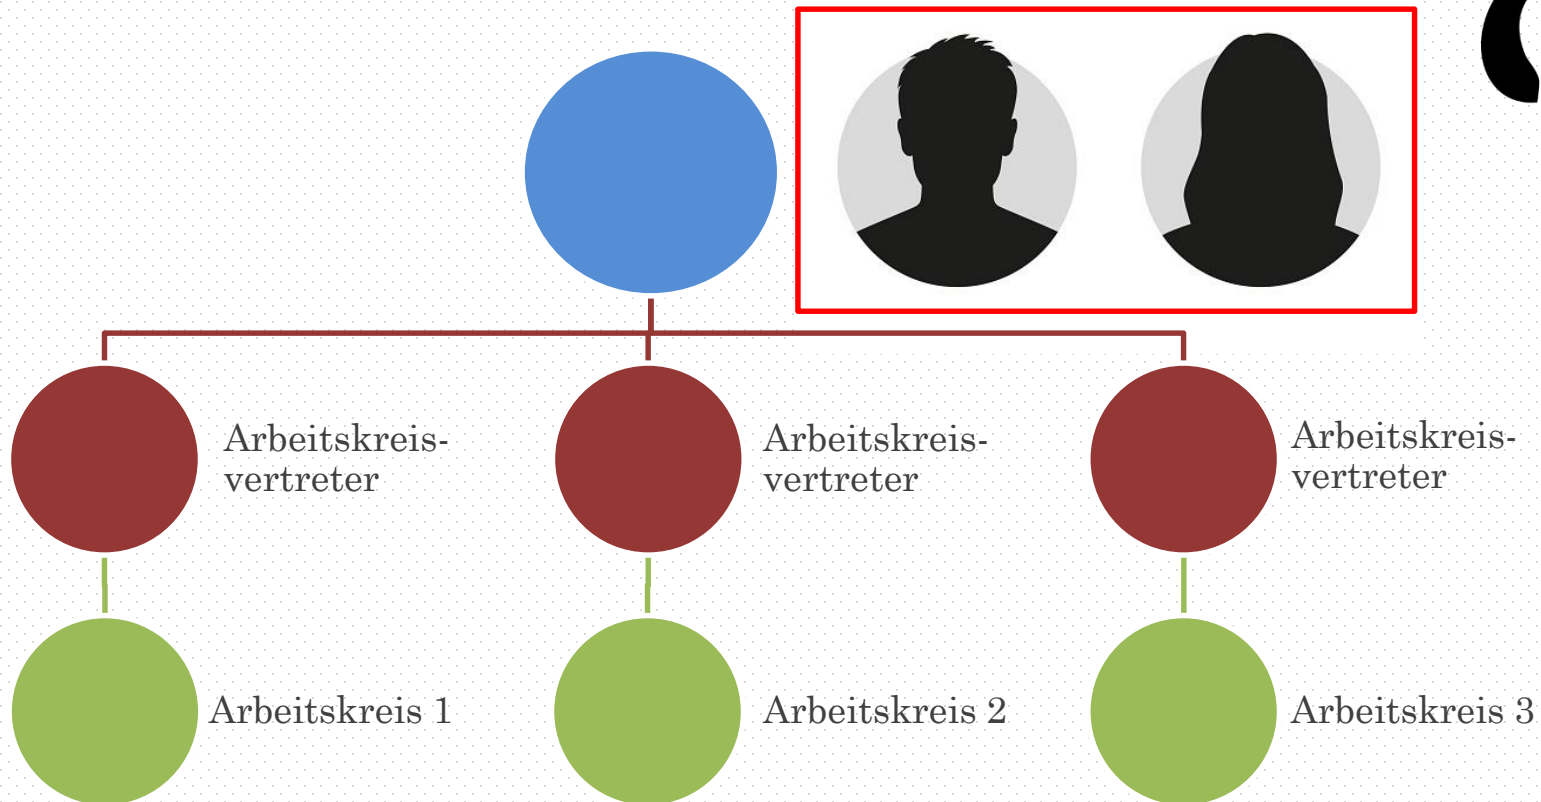 Arbeitskreis-
vertreter
Arbeitskreis-
vertreter
Arbeitskreis-
vertreter
Arbeitskreis 1
Arbeitskreis 2
Arbeitskreis 3